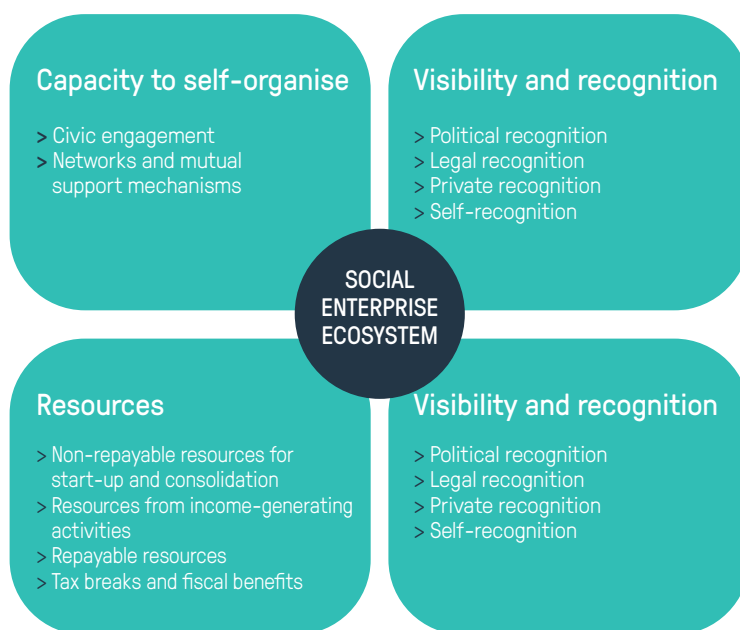 Capacity to self-organise
> Civic engagement
> Networks and mutual
support mechanisms
Visibility and recognition
> Political recognition
> Legal recognition
> Private recognition
> Self-recognition
SOCIAL
ENTERPRISE
ECOSYSTEM
Resources
> Non-repayable resources for
start-up and consolidation
> Resources from income-generating
activities
> Repayable resources
> Tax breaks and fiscal benefits
Visibility and recognition
> Political recognition
> Legal recognition
> Private recognition
> Self-recognition